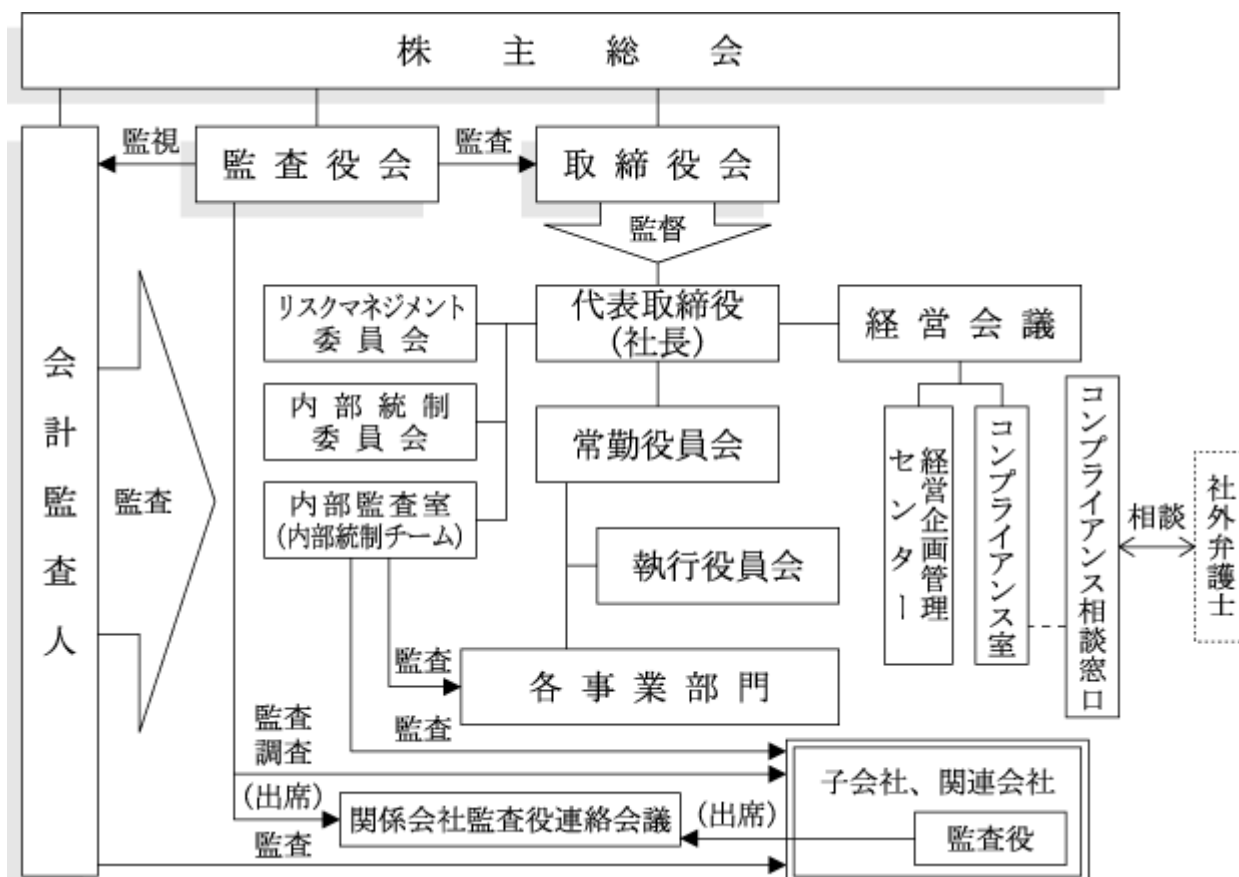 株主総会
監視
監査役会
監査
取締役会
監督
会計監査人
監査
リスクマネジメント
委員会
代表取締役
(社長)
経営会議
内部統制
委員会
常勤役員会
内部監査室
(内部統制チーム)
執行役員会
経営企画管理
センター
コンプライアンス室
コンプライアンス相談窓口
相談
社外弁護士
監査
各事業部門
監査
調査
監査
子会社、関連会社
(出席)
関係会社監査役連絡会議
(出席)
監査役
監査